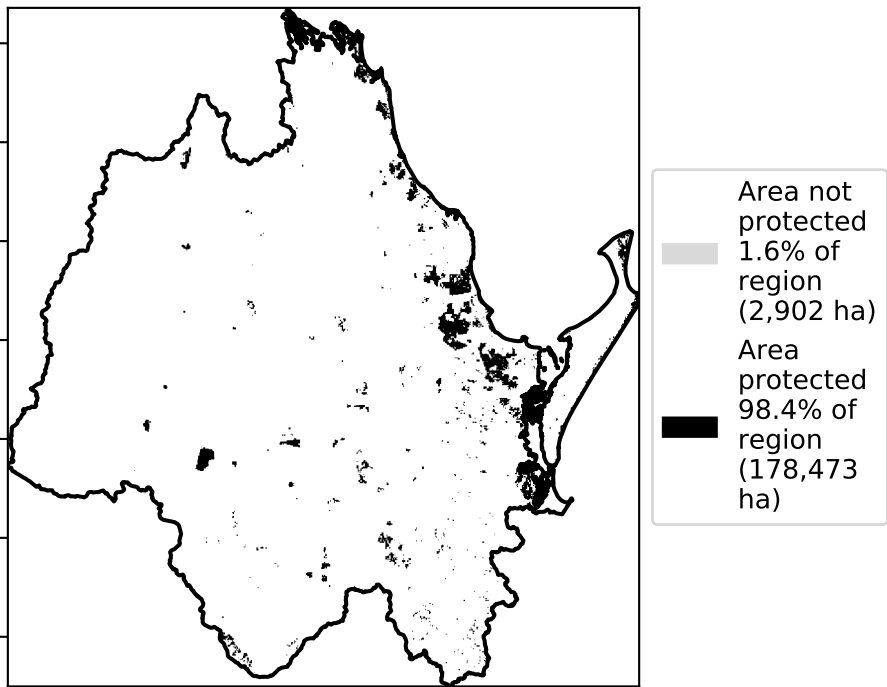 Area not
protected
1.6% of
region
(2,902 ha)
Area
protected
98.4% of
region
(178,473
ha)